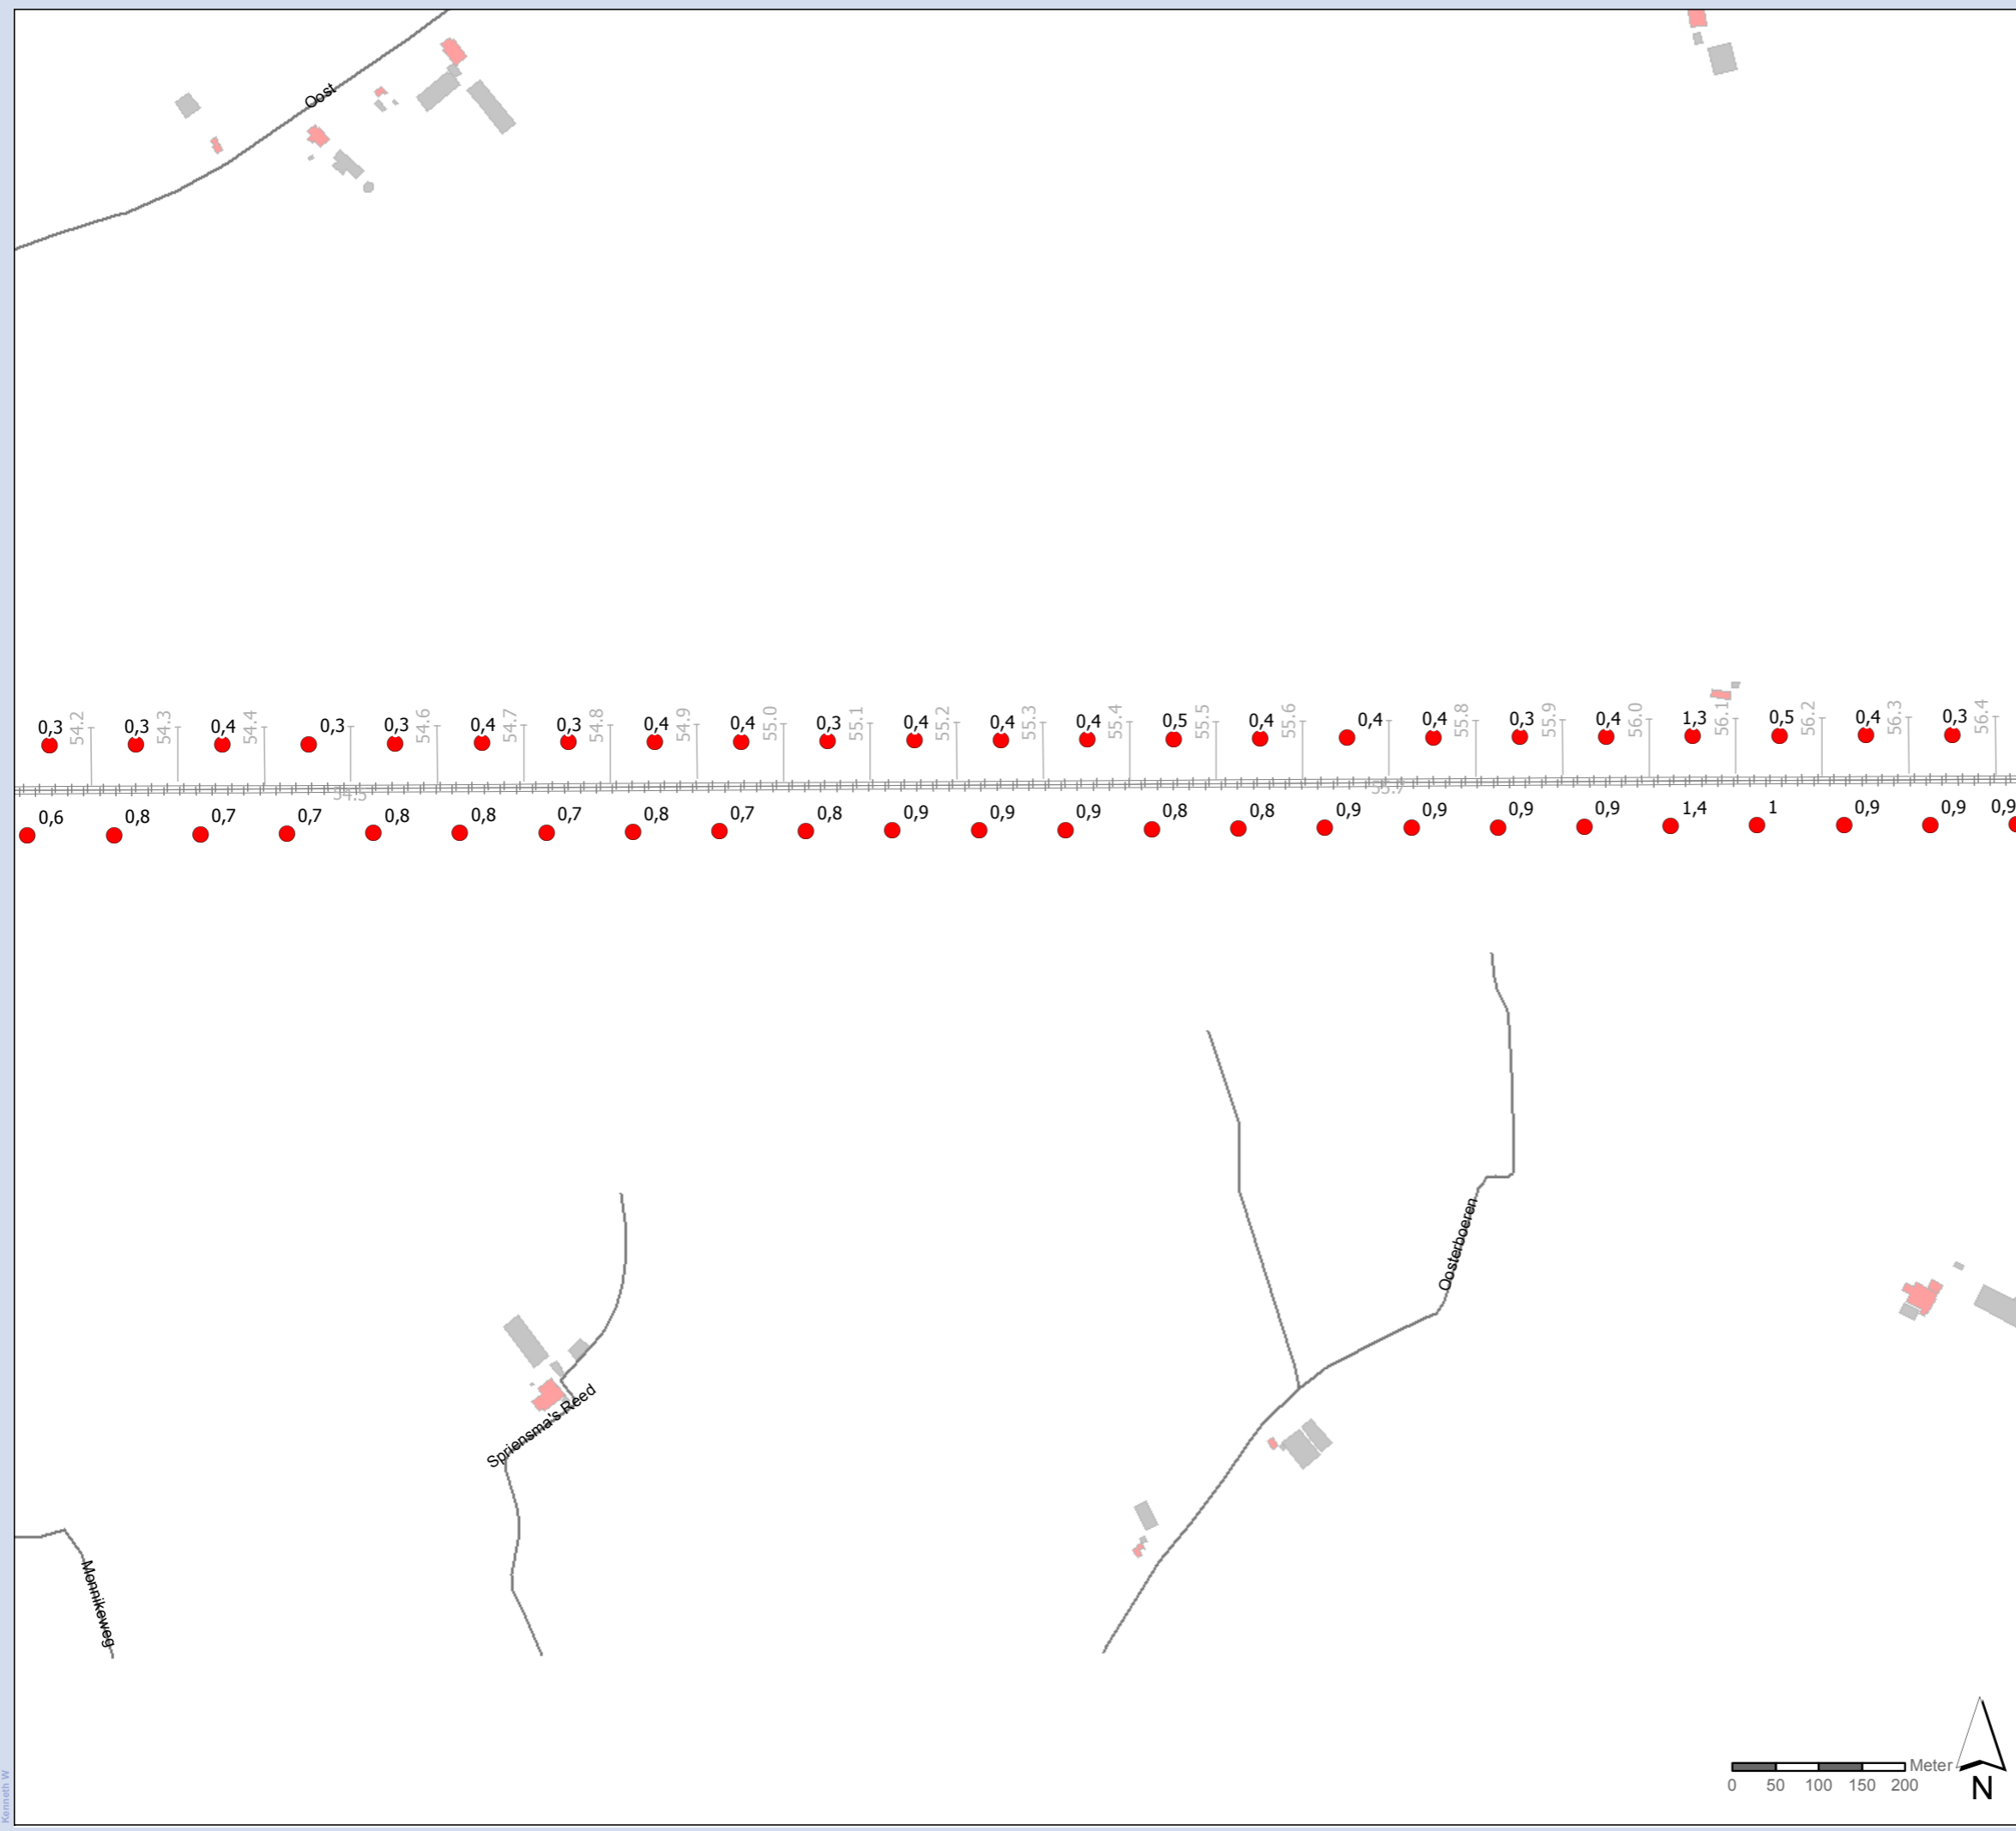 Oost
0,3 0,3 0,4 0,3 0,3 0,4 0,3 0,4 0,4 0,3 0,4 0,4 0,4 0,5 0,4 0,4 0,4 0,3 0,4 1,3 0,5 0,4 0,3
54.2 54.3 54.4 54.5 54.6 54.7 54.8 54.9 55.0 55.1 55.2 55.3 55.4 55.5 55.6 55.7 55.8 55.9 56.0 56.1 56.2 56.3 56.4
0,6 0,8 0,7 0,7 0,8 0,8 0,7 0,8 0,7 0,8 0,9 0,9 0,9 0,8 0,8 0,9 0,9 0,9 0,9 1,4 1 0,9 0,9 0,9
Oosterboeren
Spriensma's Reed
Monnikeweg
Meter
0 50 100 150 200
N
Kenneth W